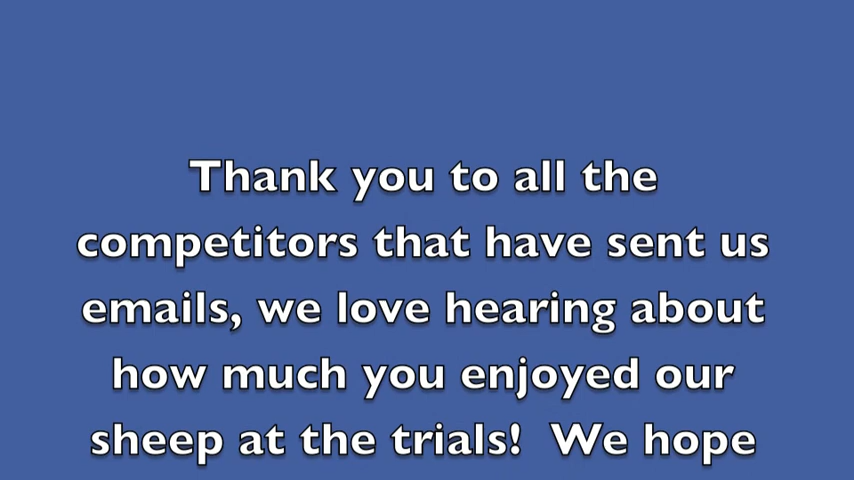 Thank you to all the
competitors that have sent us
emails, we love hearing about
how much you enjoyed our
sheep at the trials!  We hope